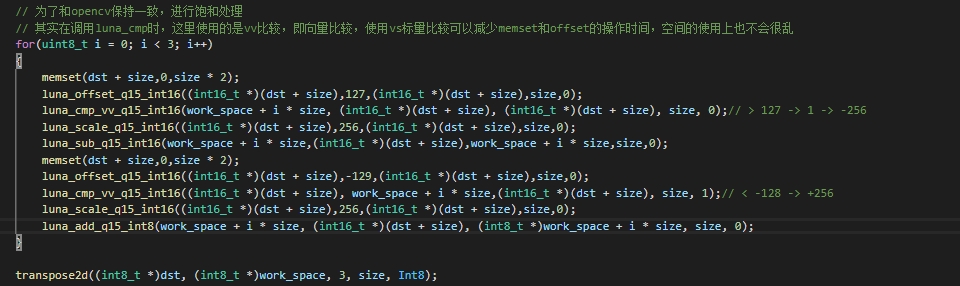 // 为了和opencv保持一致，进行饱和处理
// 其实在调用luna_cmp时，这里使用的是vv比较，即向量比较，使用vs标量比较可以减少memset和offset的操作时间，空间的使用上也不会很乱
for(uint8_t i = 0; i < 3; i++)
{
    memset(dst + size,0,size * 2);
    luna_offset_q15_int16((int16_t *)(dst + size),127,(int16_t *)(dst + size),size,0);
    luna_cmp_vv_q15_int16(work_space + i * size, (int16_t *)(dst + size), (int16_t *)(dst + size), size, 0);// > 127 -> 1 -> -256
    luna_scale_q15_int16((int16_t *)(dst + size),256,(int16_t *)(dst + size),size,0);
    luna_sub_q15_int16(work_space + i * size,(int16_t *)(dst + size),work_space + i * size,size,0);
    memset(dst + size,0,size * 2);
    luna_offset_q15_int16((int16_t *)(dst + size),-129,(int16_t *)(dst + size),size,0);
    luna_cmp_vv_q15_int16((int16_t *)(dst + size), work_space + i * size,(int16_t *)(dst + size), size, 1);// < -128 -> +256
    luna_scale_q15_int16((int16_t *)(dst + size),256,(int16_t *)(dst + size),size,0);
    luna_add_q15_int8(work_space + i * size, (int16_t *)(dst + size), (int8_t *)work_space + i * size, size, 0);
}
transpose2d((int8_t *)dst, (int8_t *)work_space, 3, size, Int8);